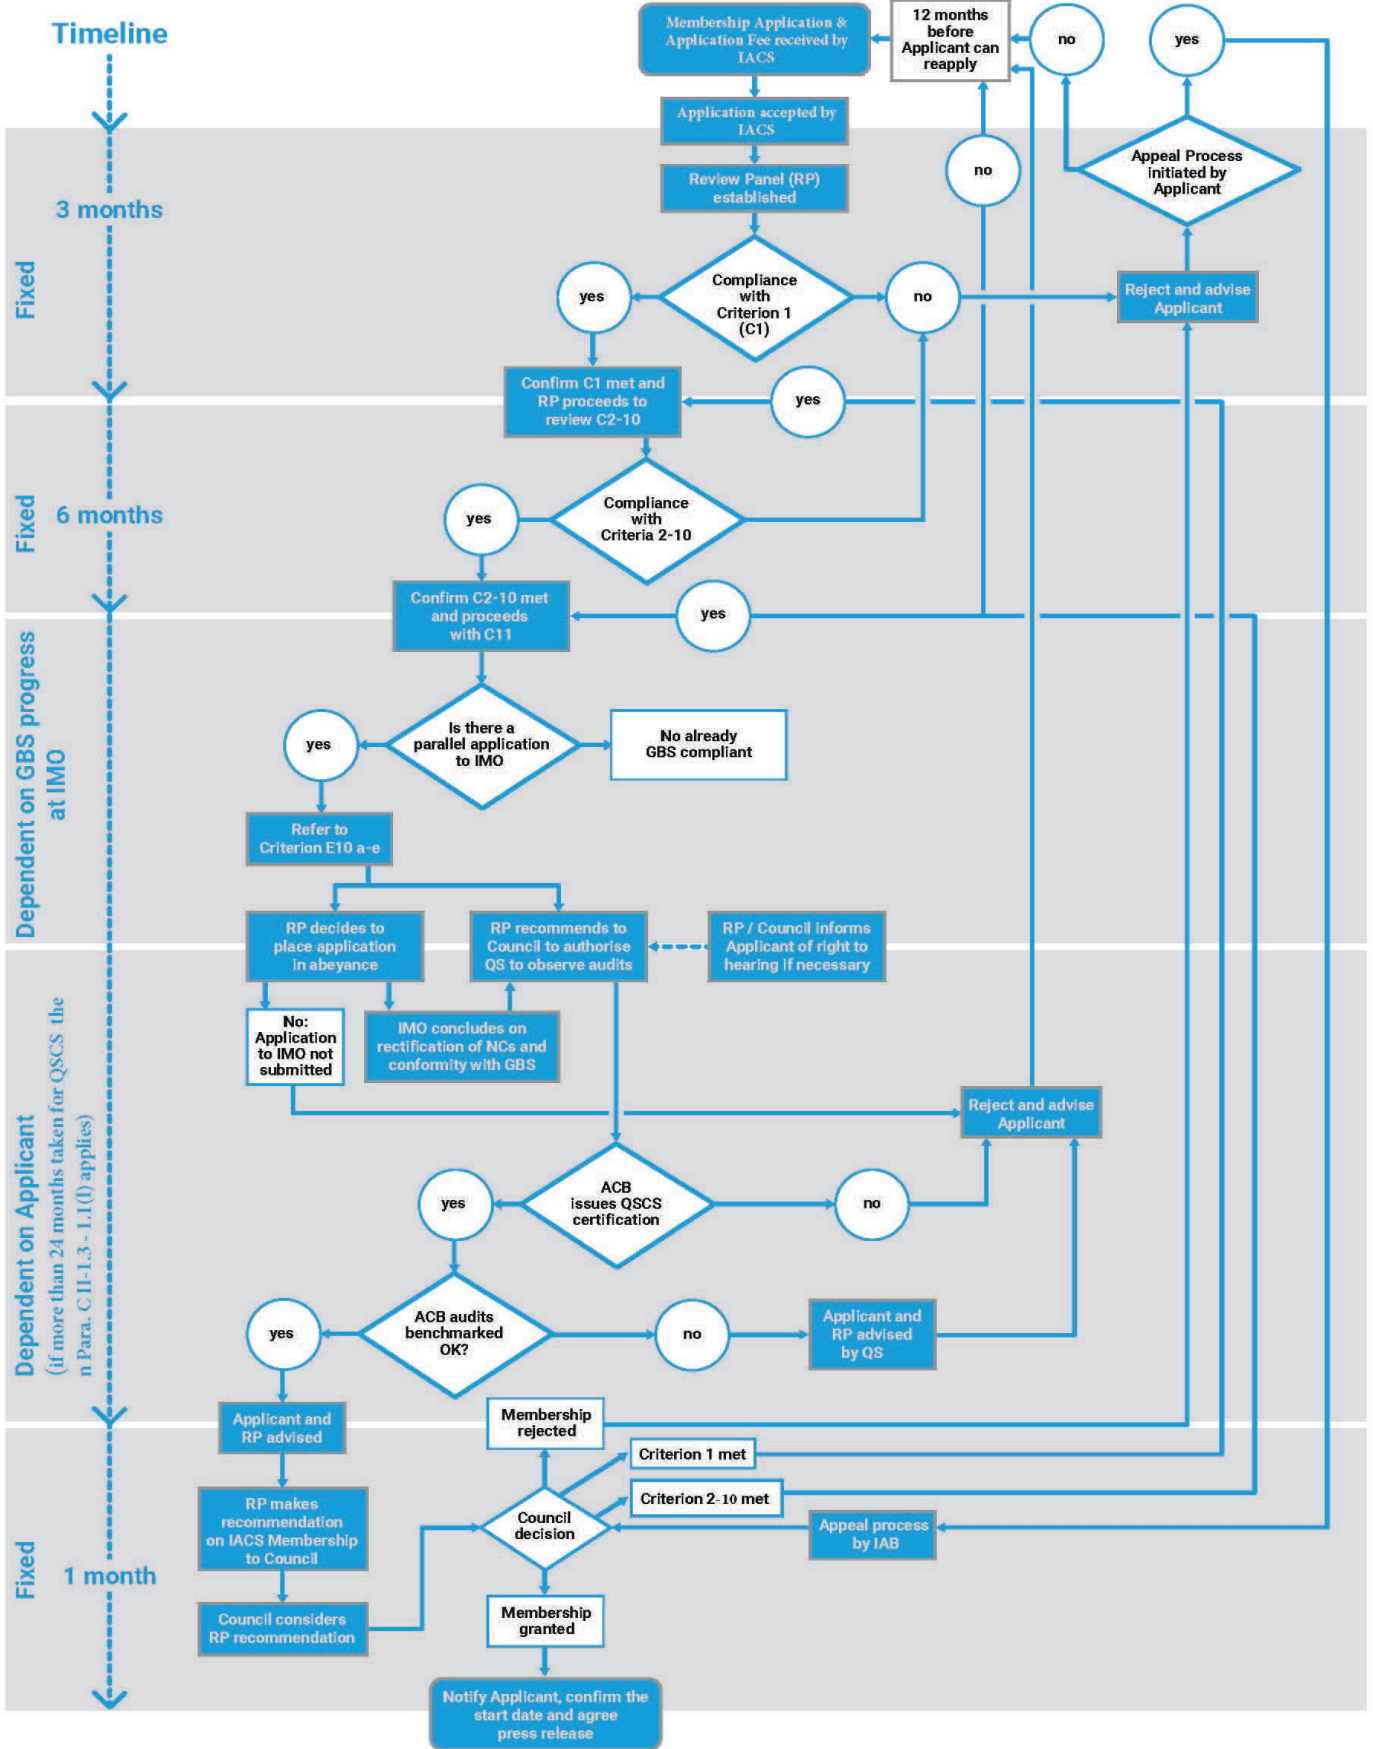 Timeline
Membership Application &
Application Fee received by
IACS
12 months
before
Applicant can
reapply
no
yes
Application accepted by
IACS
3 months
Fixed
Review Panel (RP)
established
no
Appeal Process
initiated by
Applicant
yes
Compliance
with
Criterion 1
(C1)
no
Reject and advise
Applicant
Confirm C1 met and
RP proceeds to
review C2-10
yes
6 months
Fixed
yes
Compliance
with
Criteria 2-10
Confirm C2-10 met
and proceeds
with C11
yes
Dependent on GBS progress
at IMO
yes
Is there a
parallel application
to IMO
No already
GBS compliant
Refer to
Criterion E10 a-e
RP decides to
place application
in abeyance
RP recommends to
Council to authorise
QS to observe audits
RP / Council informs
Applicant of right to
hearing if necessary
Dependent on Applicant
(if more than 24 months taken for QSCS the
n Para. C II-1.3 - 1.1(l) applies)
No:
Application
to IMO not
submitted
IMO concludes on
rectification of NCs and
conformity with GBS
Reject and advise
Applicant
yes
ACB
issues QSCS
certification
no
yes
ACB audits
benchmarked
OK?
no
Applicant and
RP advised
by QS
Applicant and
RP advised
Membership
rejected
Criterion 1 met
Criterion 2-10 met
Fixed
1 month
RP makes
recommendation
on IACS Membership
to Council
Council
decision
Appeal process
by IAB
Council considers
RP recommendation
Membership
granted
Notify Applicant, confirm the
start date and agree
press release